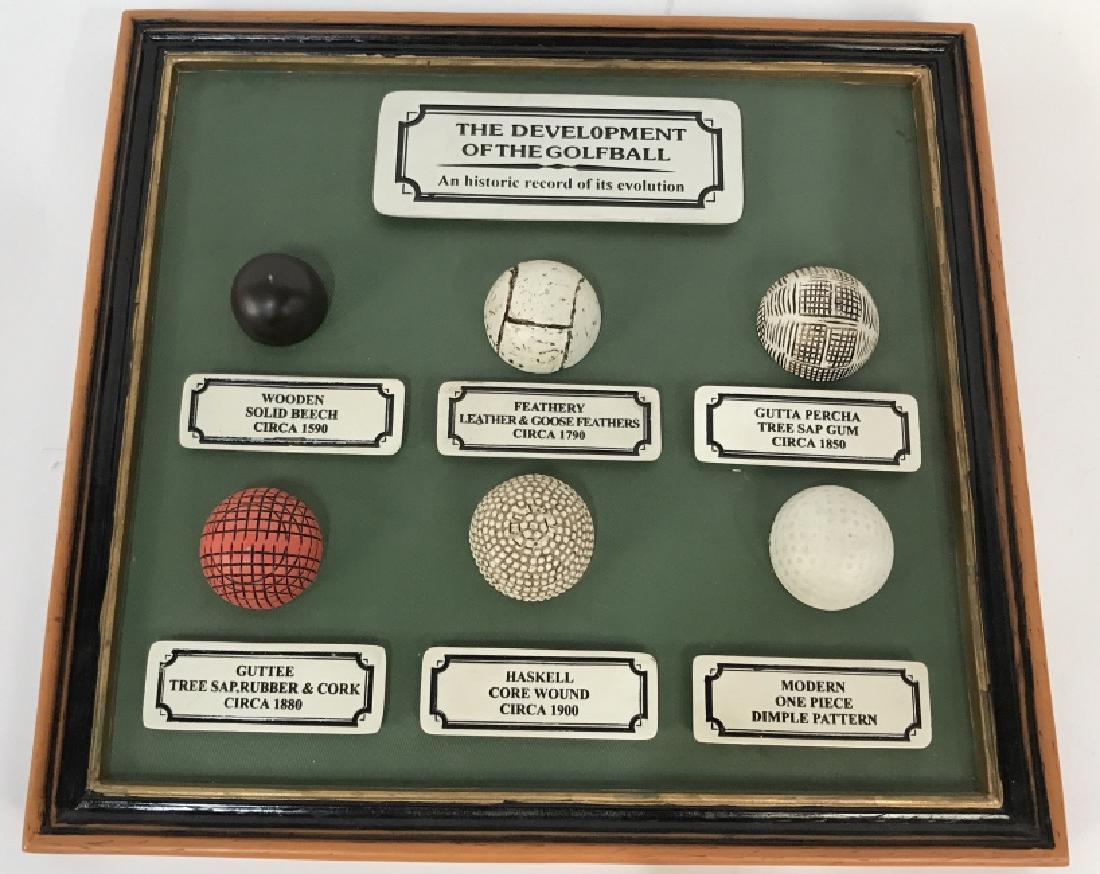 THE DEVELOPMENT
OF THE GOLFBALL
An historic record of its evolution
WOODEN
SOLID BEECH
CIRCA 1590
FEATHERY
LEATHER & GOOSE FEATHERS
CIRCA 1790
GUTTA PERCHA
TREE SAP GUM
CIRCA 1850
GUTTEE
TREE SAP,RUBBER & CORK
CIRCA 1880
HASKELL
CORE WOUND
CIRCA 1900
MODERN
ONE PIECE
DIMPLE PATTERN